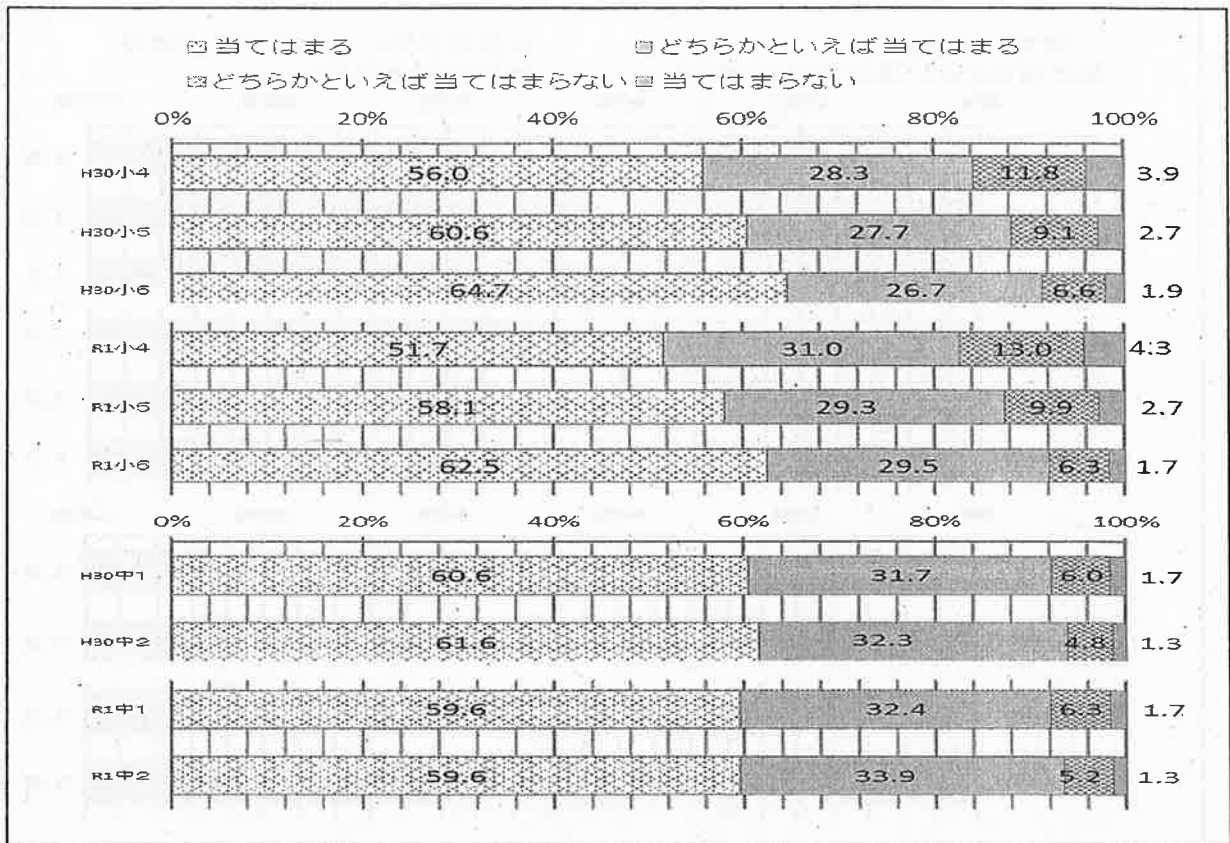 当てはまる どちらかといえば当てはまる
どちらかといえば当てはまらない 当てはまらない
0% 20% 40% 60% 80% 100%
H30小4 56.0 28.3 11.8 3.9
H30小5 60.6 27.7 9.1 2.7
H30小6 64.7 26.7 6.6 1.9
R1小4 51.7 31.0 13.0 4.3
R1小5 58.1 29.3 9.9 2.7
R1小6 62.5 29.5 6.3 1.7
0% 20% 40% 60% 80% 100%
H30中1 60.6 31.7 6.0 1.7
H30中2 61.6 32.3 4.8 1.3
R1中1 59.6 32.4 6.3 1.7
R1中2 59.6 33.9 5.2 1.3